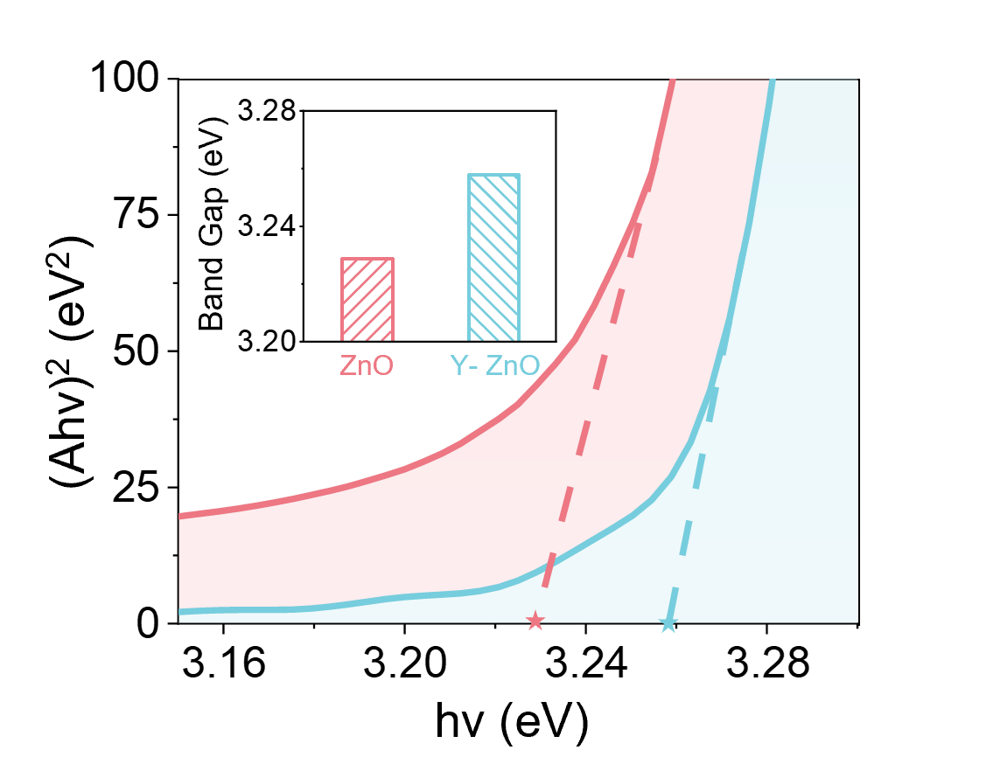 100
75
50
25
0
(Ahv)² (eV²)
3.28
3.24
3.20
Band Gap (eV)
ZnO
Y- ZnO
3.16
3.20
3.24
3.28
hv (eV)